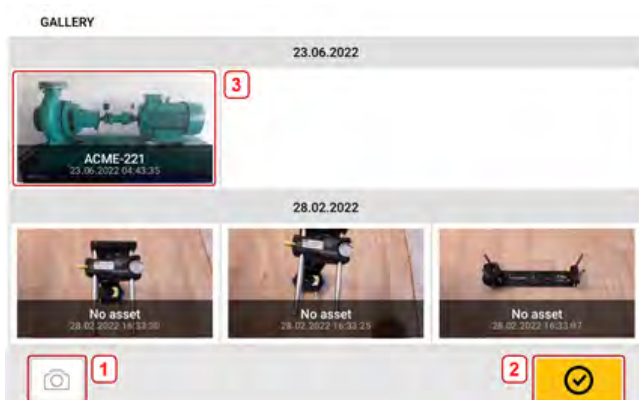 GALLERY
23.06.2022
3
ACME-221
23.06.2022 04:43:35
28.02.2022
No asset
28.02.2022 16:33:30
No asset
28.02.2022 16:33:25
No asset
28.02.2022 16:33:07
1
2